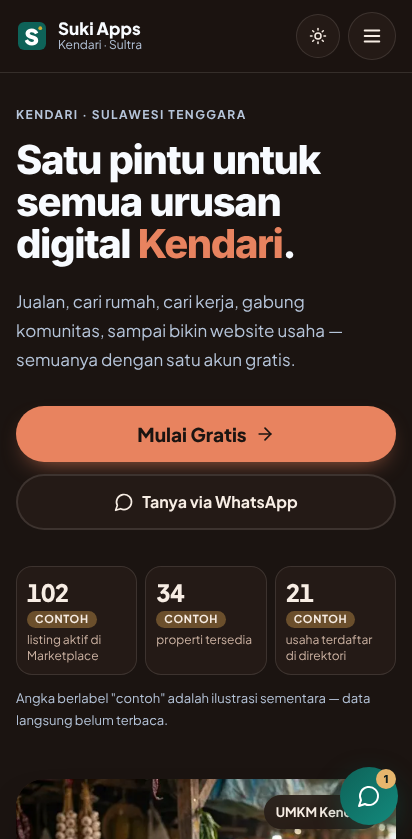 S
Suki Apps
Kendari · Sultra
KENDARI · SULAWESI TENGGARA
Satu pintu untuk
semua urusan
digital Kendari.
Jualan, cari rumah, cari kerja, gabung
komunitas, sampai bikin website usaha —
semuanya dengan satu akun gratis.
Mulai Gratis →
Tanya via WhatsApp
102
CONTOH
listing aktif di
Marketplace
34
CONTOH
properti tersedia
21
CONTOH
usaha terdaftar
di direktori
Angka berlabel "contoh" adalah ilustrasi sementara — data
langsung belum terbaca.
1
UMKM